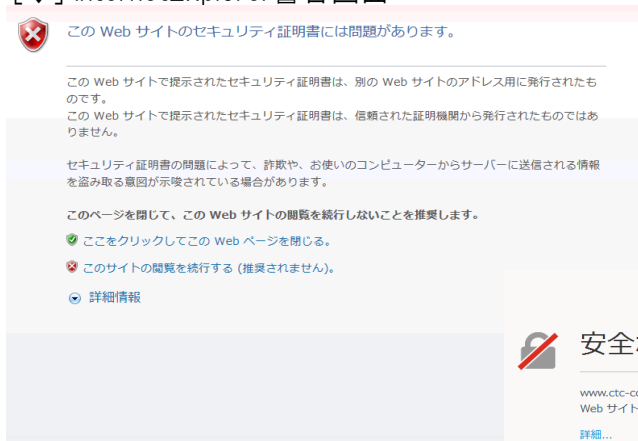 この Web サイトのセキュリティ証明書には問題があります。
この Web サイトで提示されたセキュリティ証明書は、別の Web サイトのアドレス用に発行されたも
のです。
この Web サイトで提示されたセキュリティ証明書は、信頼された証明機関から発行されたものではあ
りません。
セキュリティ証明書の問題によって、詐欺や、お使いのコンピューターからサーバーに送信される情報
を盗み取る意図が示唆されている場合があります。
このページを閉じて、この Web サイトの閲覧を続行しないことを推奨します。
ここをクリックしてこの Web ページを閉じる。
このサイトの閲覧を続行する (推奨されません)。
詳細情報
安全
www.ctc-c
Web サイト
詳細...